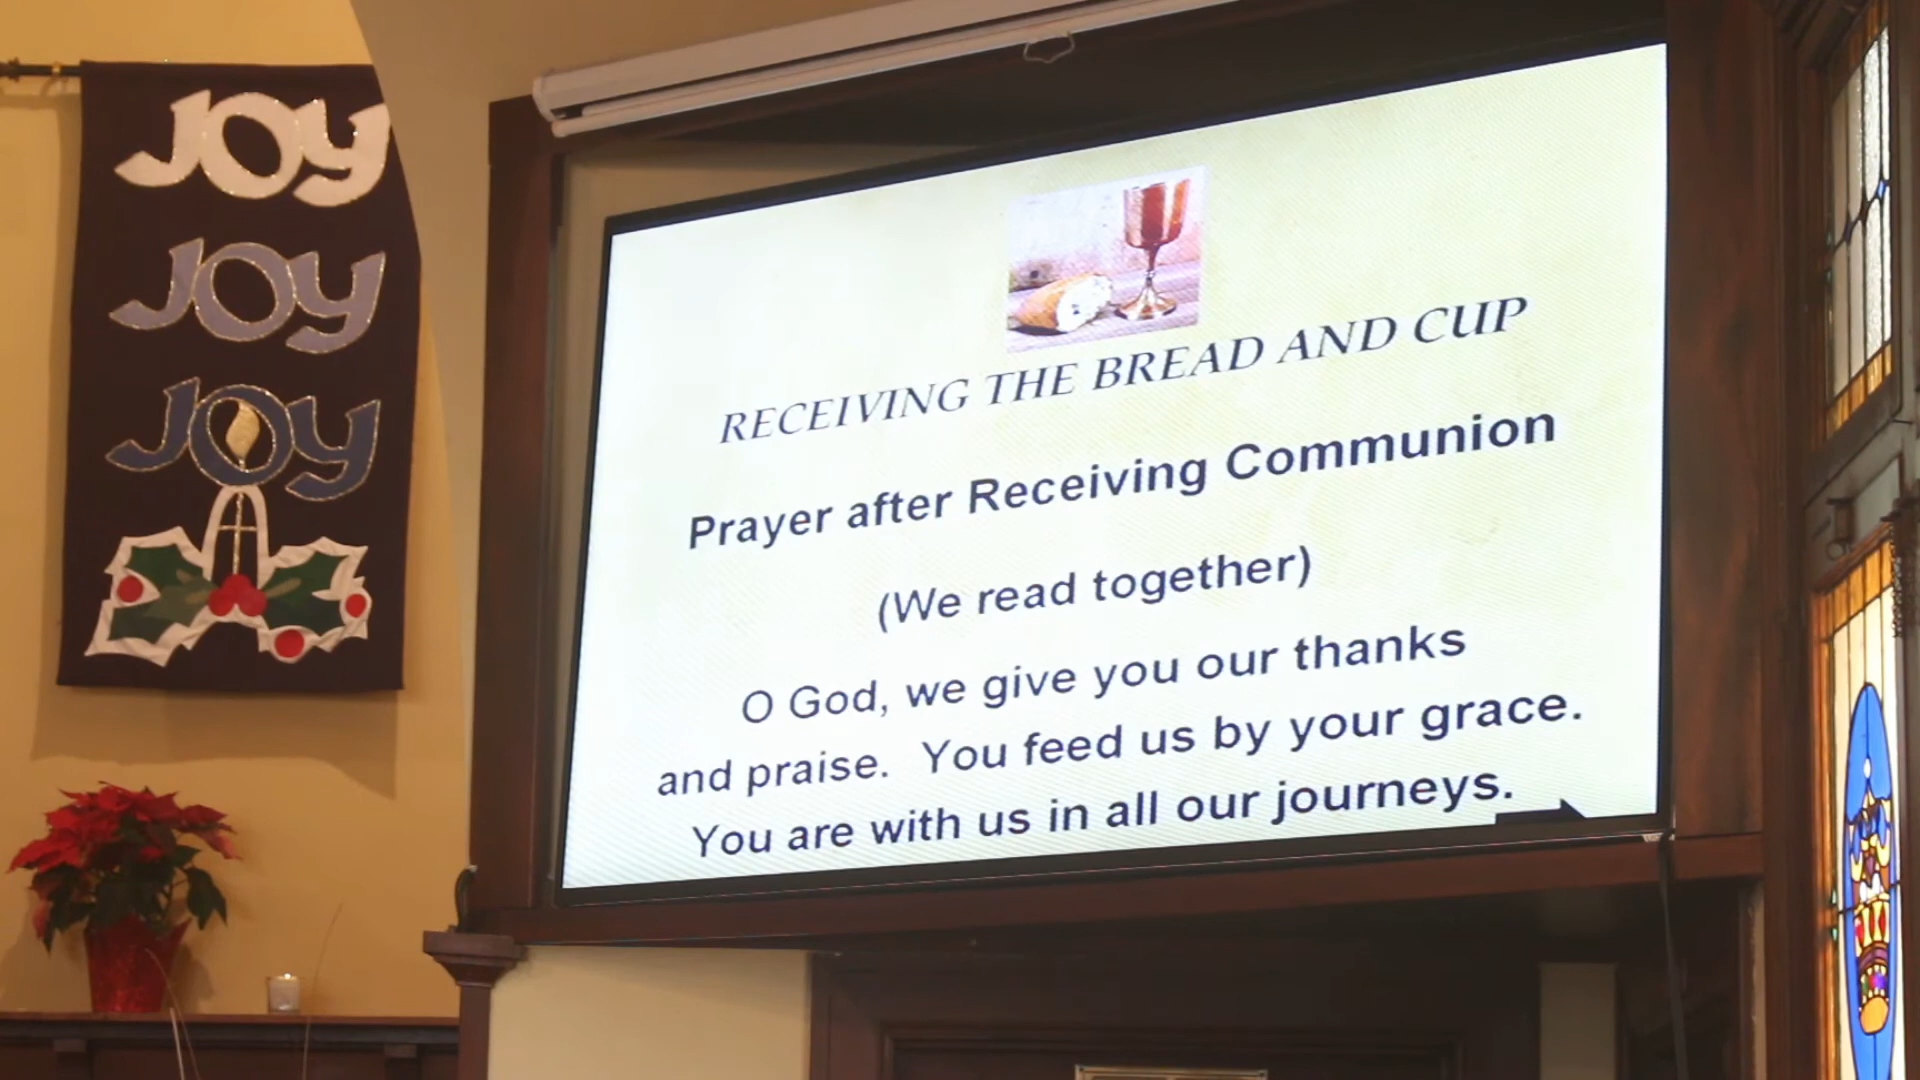 JOY
JOY
JOY
RECEIVING THE BREAD AND CUP
Prayer after Receiving Communion
(We read together)
O God, we give you our thanks
and praise. You feed us by your grace.
You are with us in all our journeys.